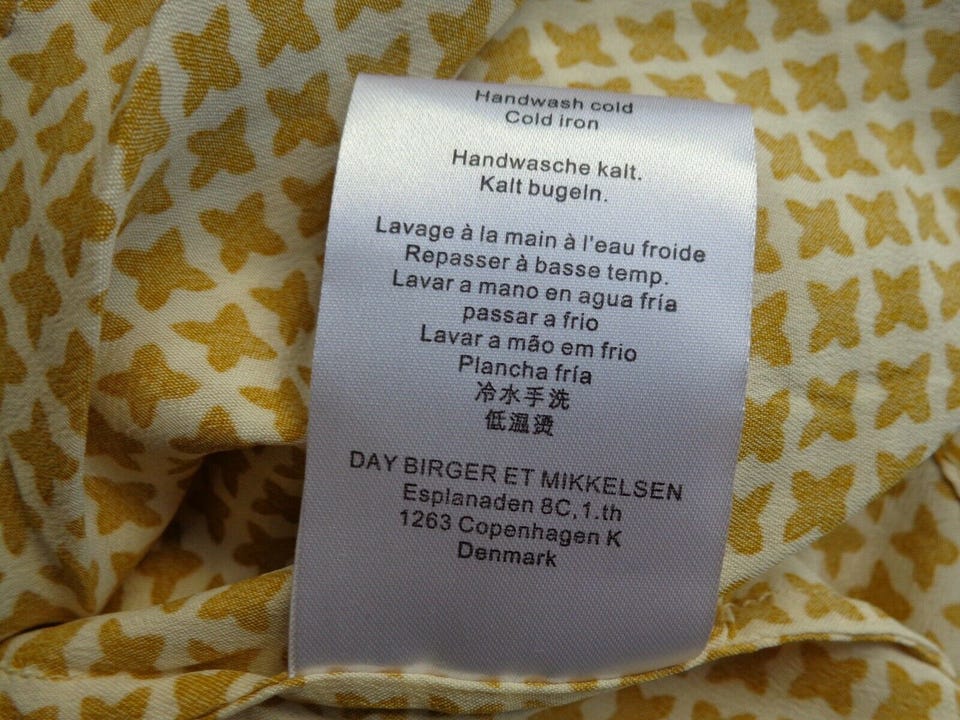 Handwash cold
Cold iron
Handwasche kalt.
Kalt bugeln.
Lavage à la main à l'eau froide
Repasser à basse temp.
Lavar a mano en agua fría
passar a frio
Lavar a mão em frio
Plancha fría
冷水手洗
低温烫
DAY BIRGER ET MIKKELSEN
Esplanaden 8C,1.th
1263 Copenhagen K
Denmark